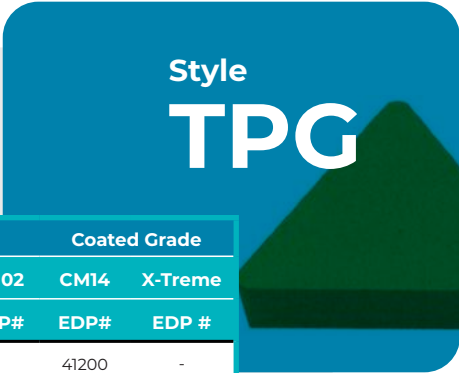 Style
TPG
Coated Grade
02 CM14 X-Treme
P# EDP# EDP #
41200 -